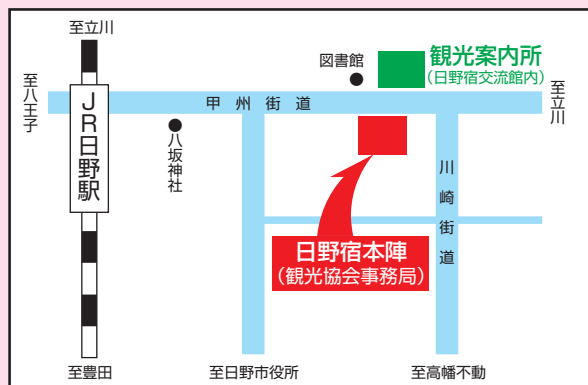 至立川
図書館
観光案内所
(日野宿交流館内)
至八王子
甲州街道
至立川
JR日野駅
八坂神社
川崎街道
日野宿本陣
(観光協会事務局)
至豊田
至日野市役所
至高幡不動